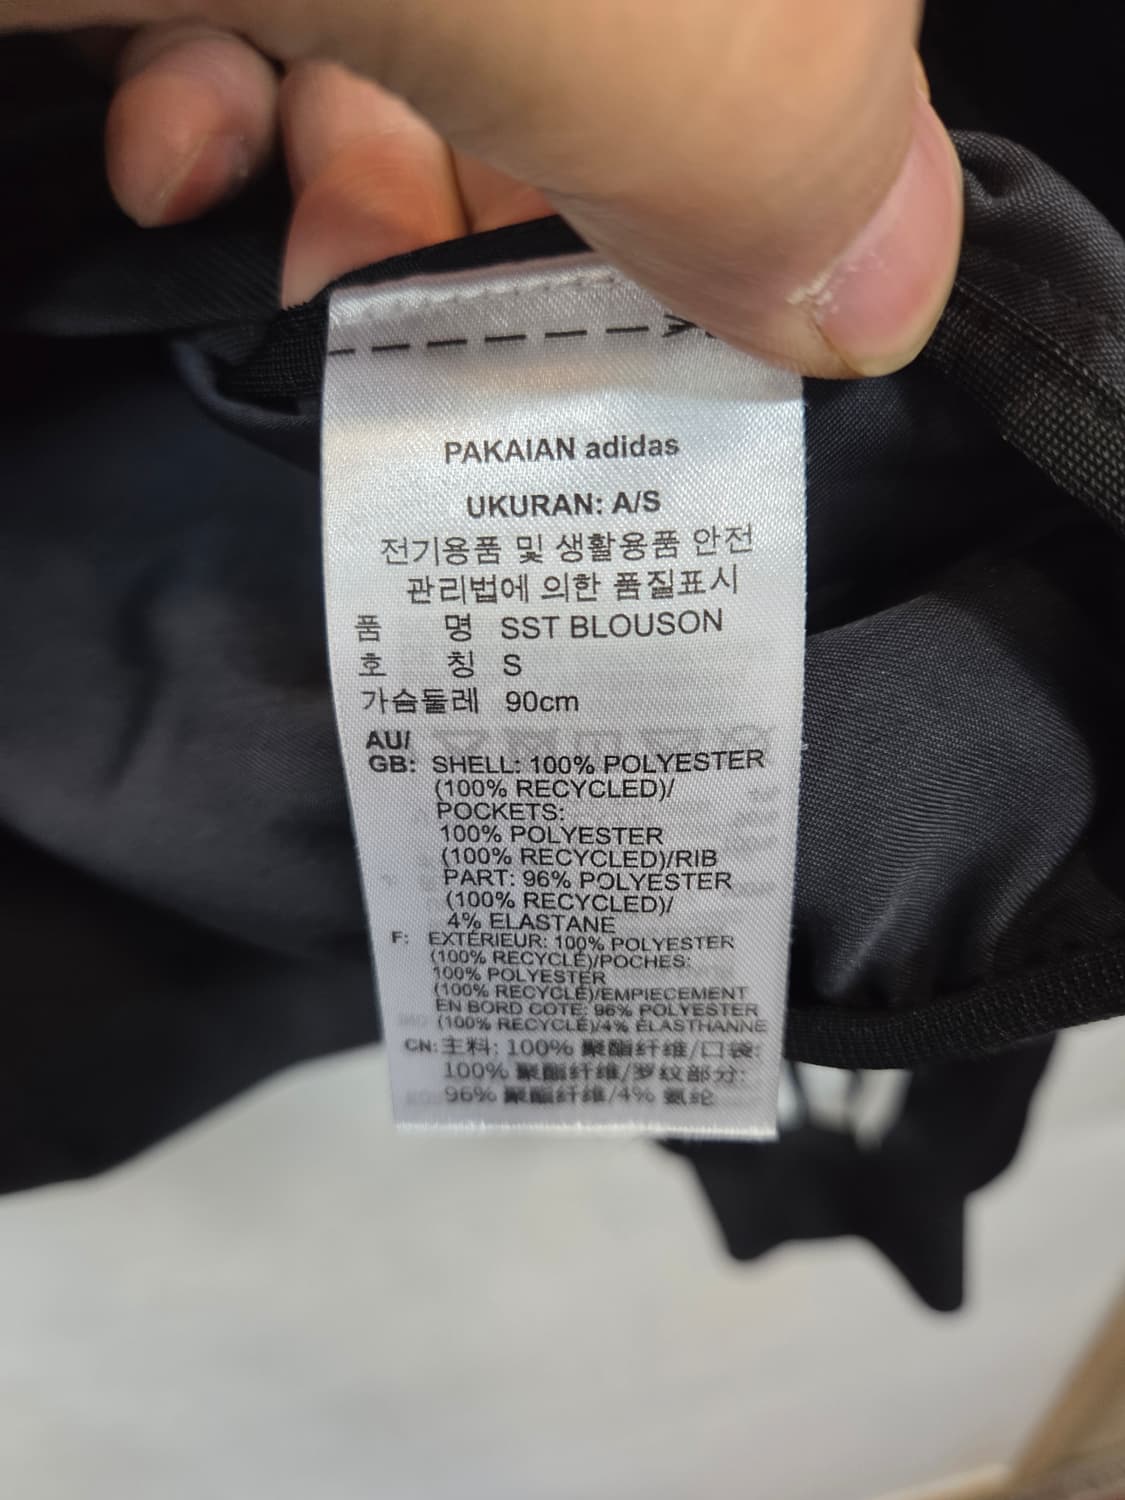 PAKAIAN adidas
UKURAN: A/S
전기용품 및 생활용품 안전
관리법에 의한 품질표시
품 명 SST BLOUSON
호 칭 S
가슴둘레 90cm
AU/
GB: SHELL: 100% POLYESTER
(100% RECYCLED)/
POCKETS:
100% POLYESTER
(100% RECYCLED)/RIB
PART: 96% POLYESTER
(100% RECYCLED)/
4% ELASTANE
F: EXTÉRIEUR: 100% POLYESTER
(100% RECYCLÉ)/POCHES:
100% POLYESTER
(100% RECYCLÉ)/EMPIECEMENT
EN BORD COTE: 96% POLYESTER
(100% RECYCLÉ)/4% ÉLASTHANNE
CN: 主料: 100% 聚酯纤维/口袋:
100% 聚酯纤维/罗纹部分:
96% 聚酯纤维/4% 氨纶